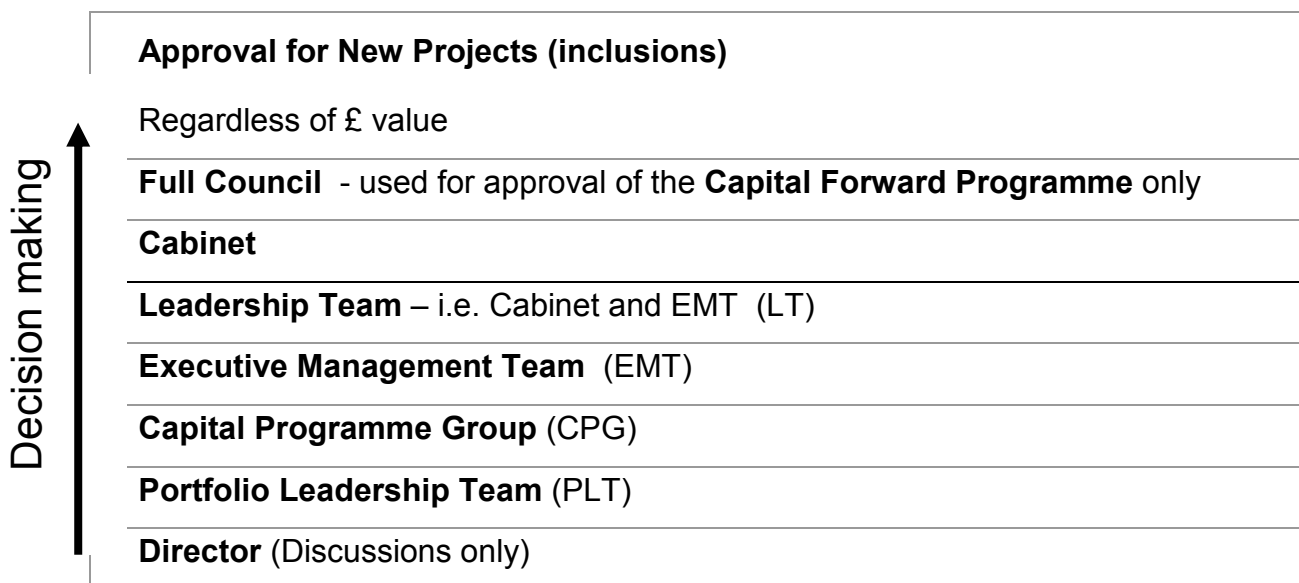 Approval for New Projects (inclusions)
Regardless of £ value
Full Council - used for approval of the Capital Forward Programme only
Cabinet
Leadership Team – i.e. Cabinet and EMT (LT)
Executive Management Team (EMT)
Capital Programme Group (CPG)
Portfolio Leadership Team (PLT)
Director (Discussions only)
Decision making